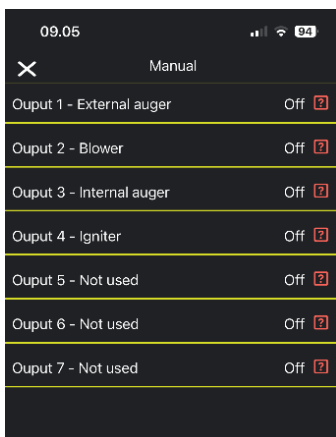 09.05 94
Manual
Ouput 1 - External auger Off ?
Ouput 2 - Blower Off ?
Ouput 3 - Internal auger Off ?
Ouput 4 - Igniter Off ?
Ouput 5 - Not used Off ?
Ouput 6 - Not used Off ?
Ouput 7 - Not used Off ?